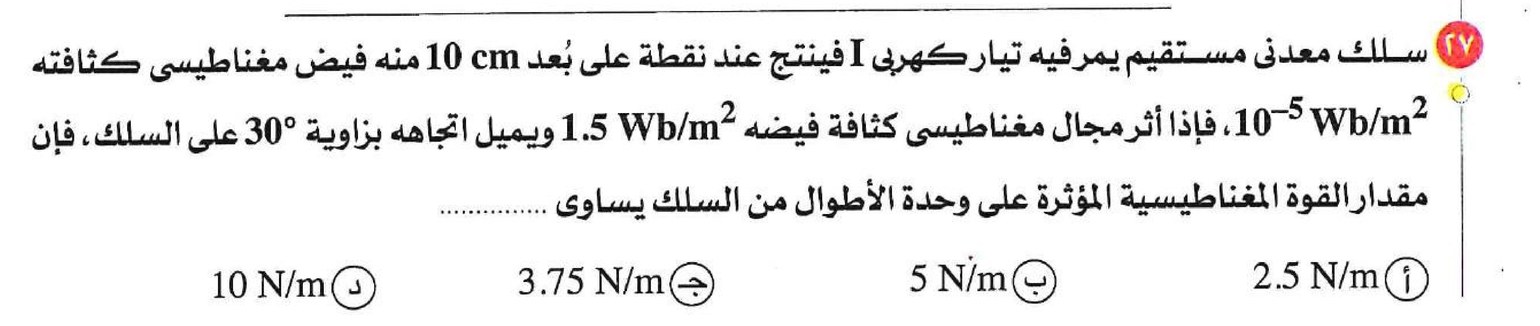 ٢٧ سلك معدنى مستقيم يمر فيه تيار كهربى I فينتج عند نقطة على بُعد 10 cm منه فيض مغناطيسى كثافته
10⁻⁵ Wb/m²، فإذا أثر مجال مغناطيسى كثافة فيضه 1.5 Wb/m² ويميل اتجاهه بزاوية 30° على السلك، فإن
مقدار القوة المغناطيسية المؤثرة على وحدة الأطوال من السلك يساوى ...............
أ 2.5 N/m ب 5 N/m ج 3.75 N/m د 10 N/m